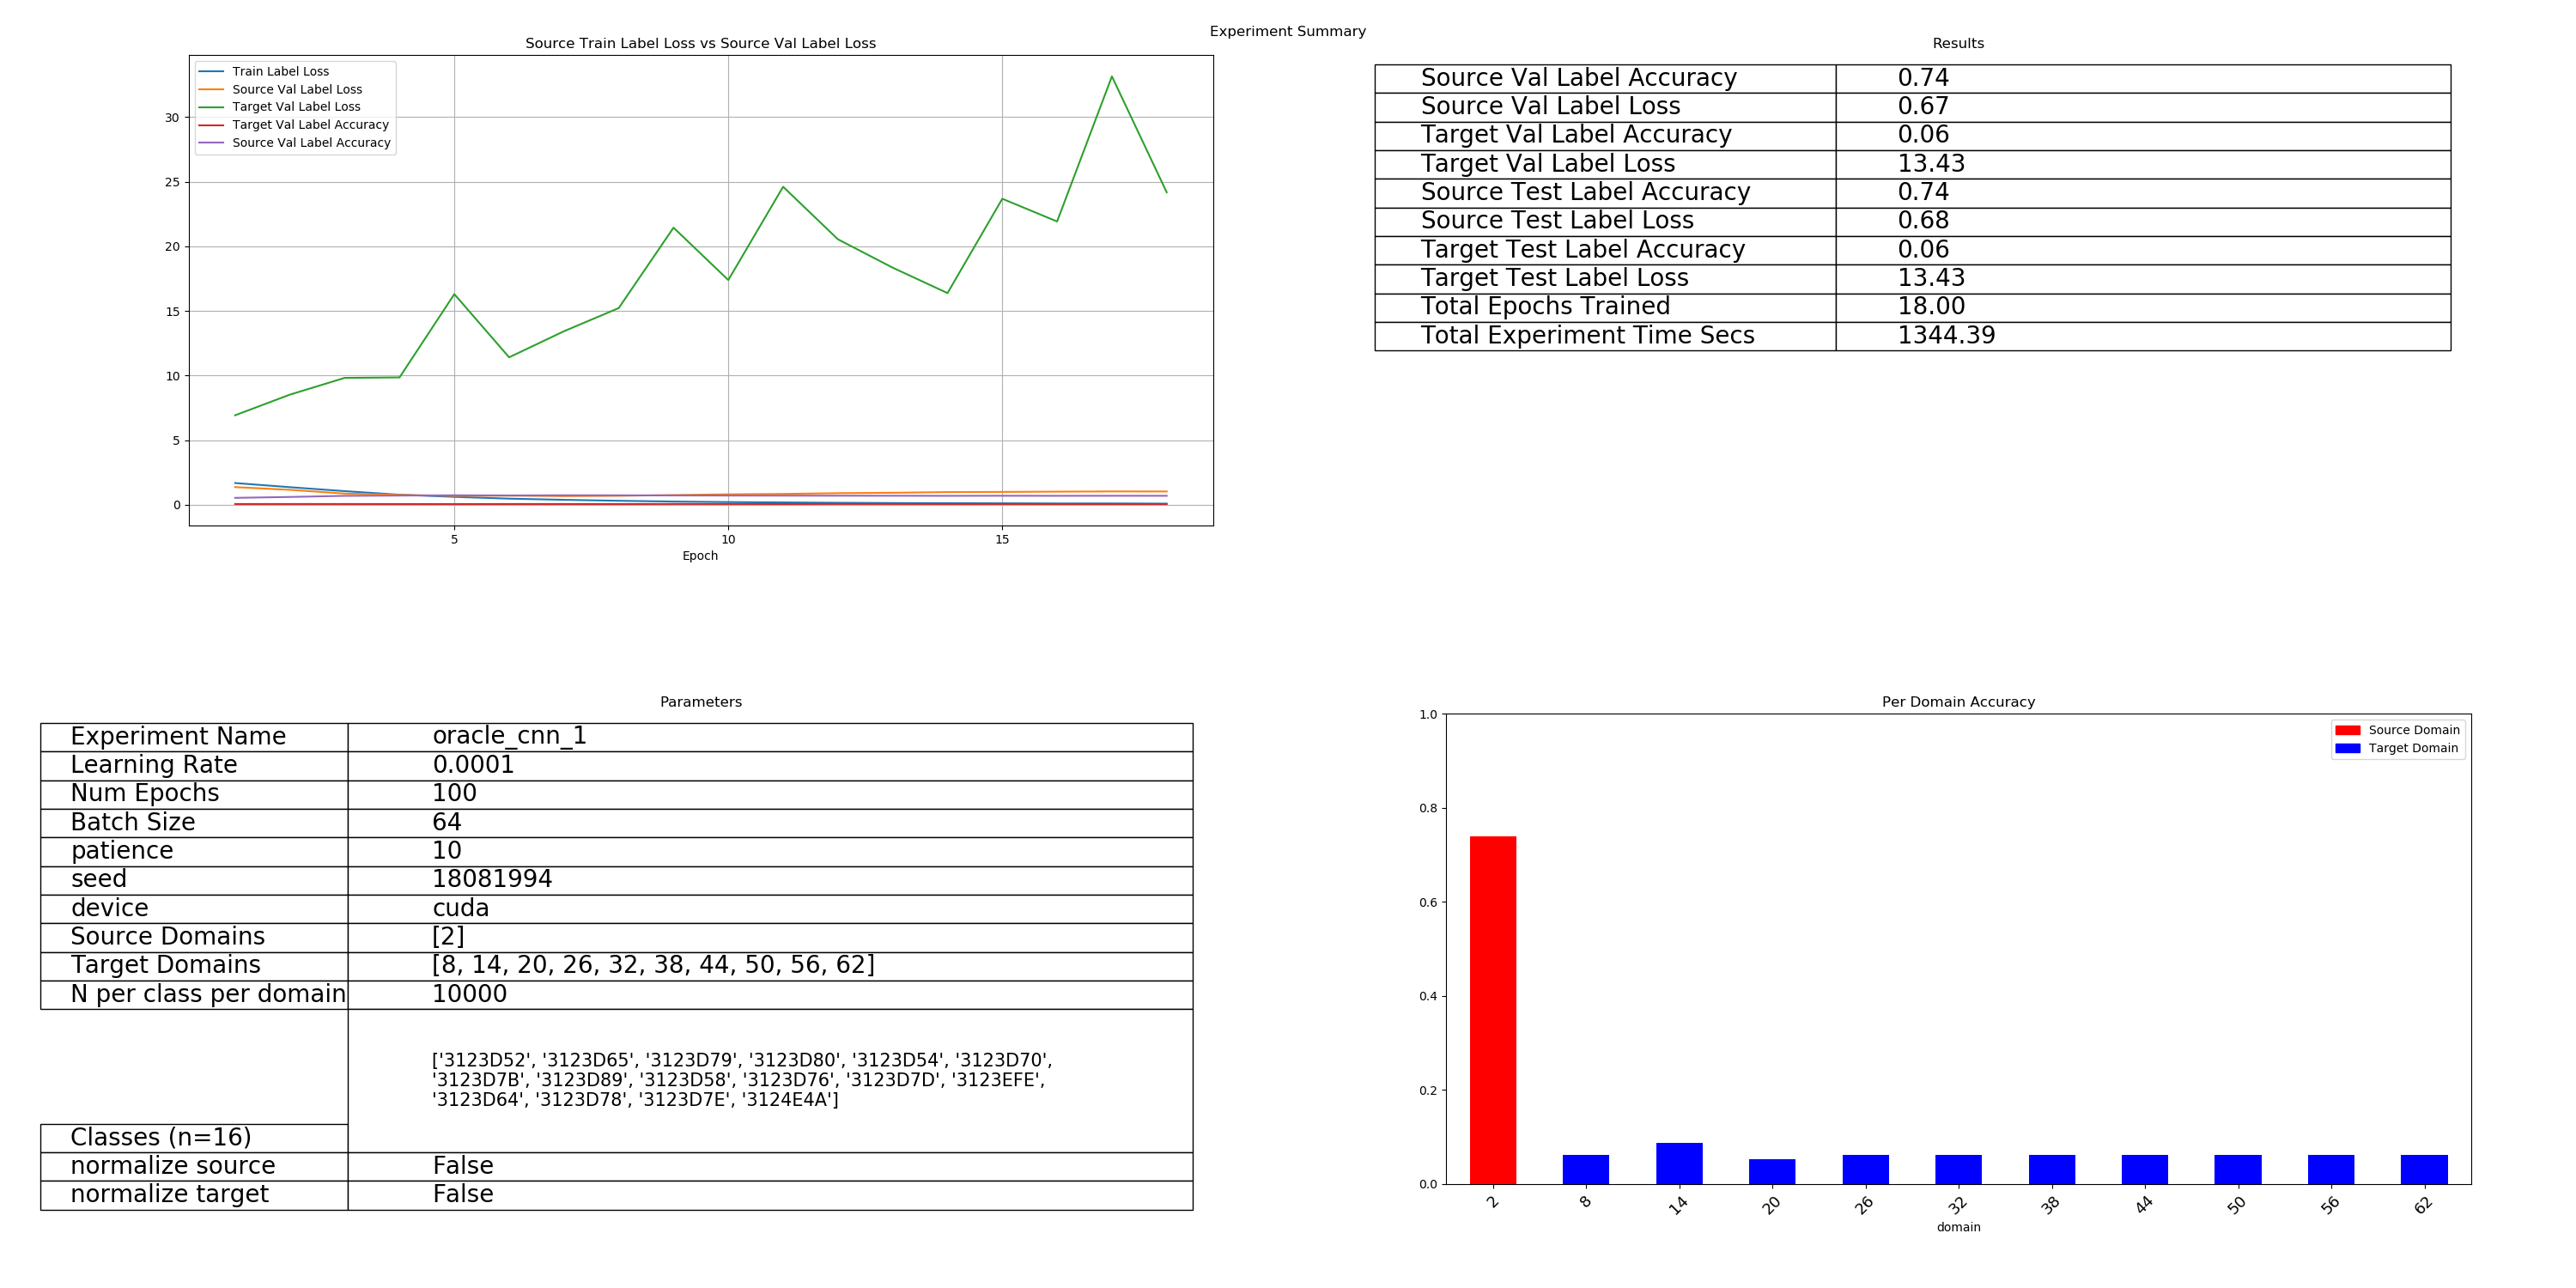 Experiment Summary
Source Train Label Loss vs Source Val Label Loss
Train Label Loss
Source Val Label Loss
Target Val Label Loss
Target Val Label Accuracy
Source Val Label Accuracy
30
25
20
15
10
5
0
5 10 15
Epoch
Results
Source Val Label Accuracy 0.74
Source Val Label Loss 0.67
Target Val Label Accuracy 0.06
Target Val Label Loss 13.43
Source Test Label Accuracy 0.74
Source Test Label Loss 0.68
Target Test Label Accuracy 0.06
Target Test Label Loss 13.43
Total Epochs Trained 18.00
Total Experiment Time Secs 1344.39
Parameters
Experiment Name oracle_cnn_1
Learning Rate 0.0001
Num Epochs 100
Batch Size 64
patience 10
seed 18081994
device cuda
Source Domains [2]
Target Domains [8, 14, 20, 26, 32, 38, 44, 50, 56, 62]
N per class per domain 10000
['3123D52', '3123D65', '3123D79', '3123D80', '3123D54', '3123D70',
'3123D7B', '3123D89', '3123D58', '3123D76', '3123D7D', '3123EFE',
'3123D64', '3123D78', '3123D7E', '3124E4A']
Classes (n=16)
normalize source False
normalize target False
Per Domain Accuracy
Source Domain
Target Domain
1.0
0.8
0.6
0.4
0.2
0.0
2 8 14 20 26 32 38 44 50 56 62
domain